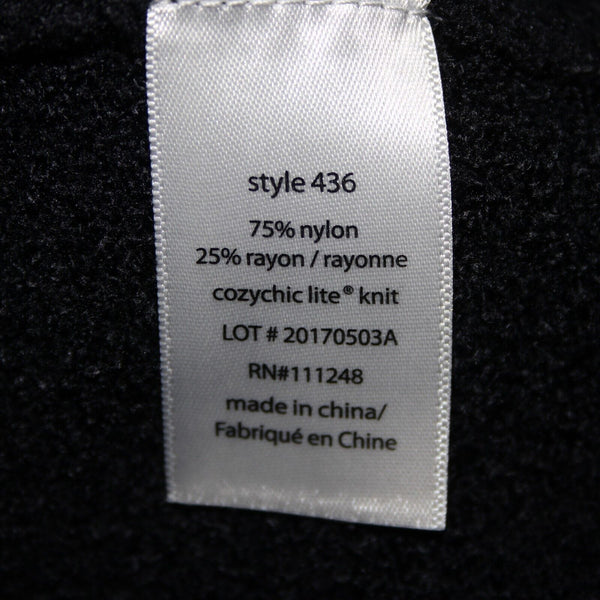 style 436
75% nylon
25% rayon / rayonne
cozychic lite® knit
LOT # 20170503A
RN#111248
made in china/
Fabriqué en Chine